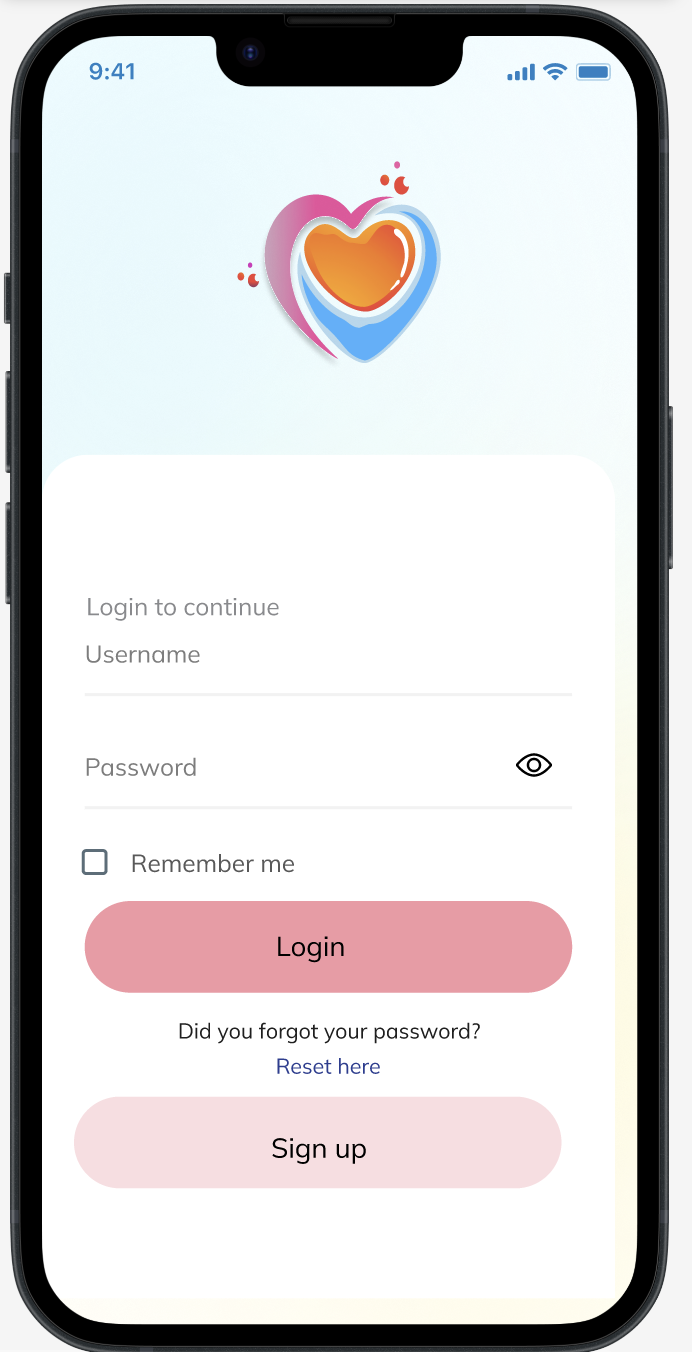 9:41
Login to continue
Username
Password
Remember me
Login
Did you forgot your password?
Reset here
Sign up